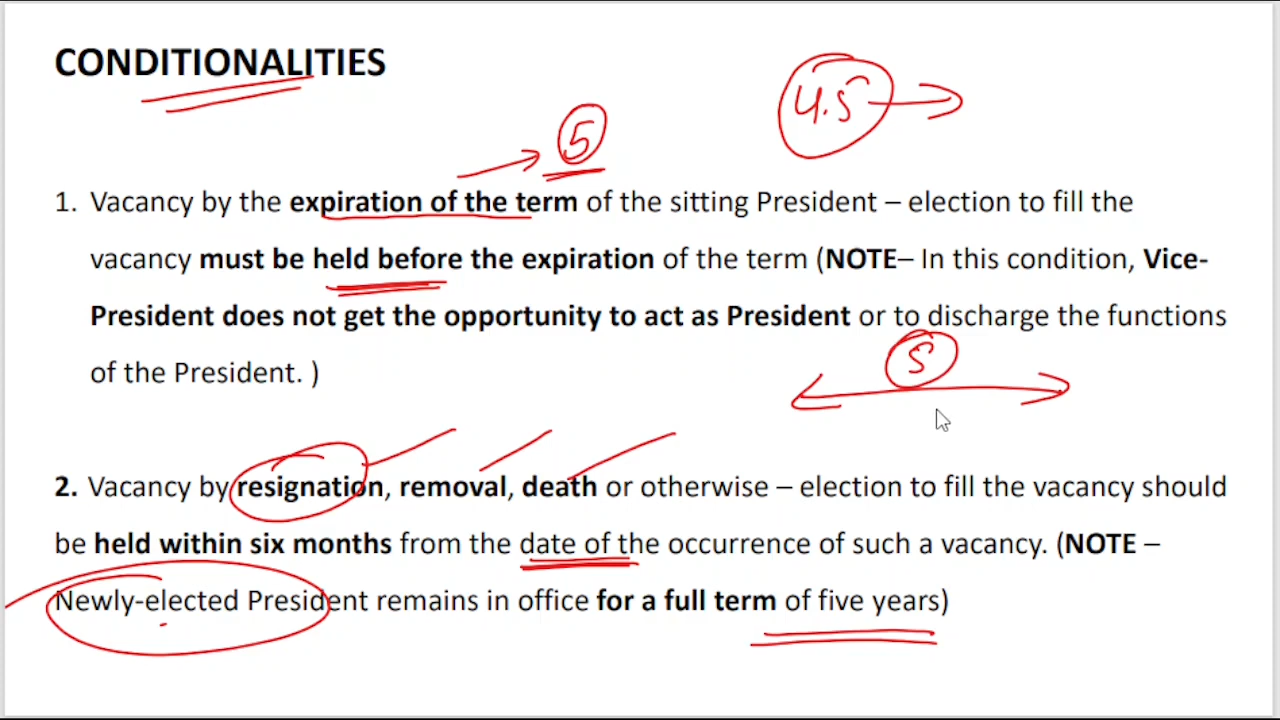 CONDITIONALITIES
4.5
5
1. Vacancy by the expiration of the term of the sitting President – election to fill the
vacancy must be held before the expiration of the term (NOTE– In this condition, Vice-
President does not get the opportunity to act as President or to discharge the functions
of the President. )
5
2. Vacancy by resignation, removal, death or otherwise – election to fill the vacancy should
be held within six months from the date of the occurrence of such a vacancy. (NOTE –
Newly-elected President remains in office for a full term of five years)